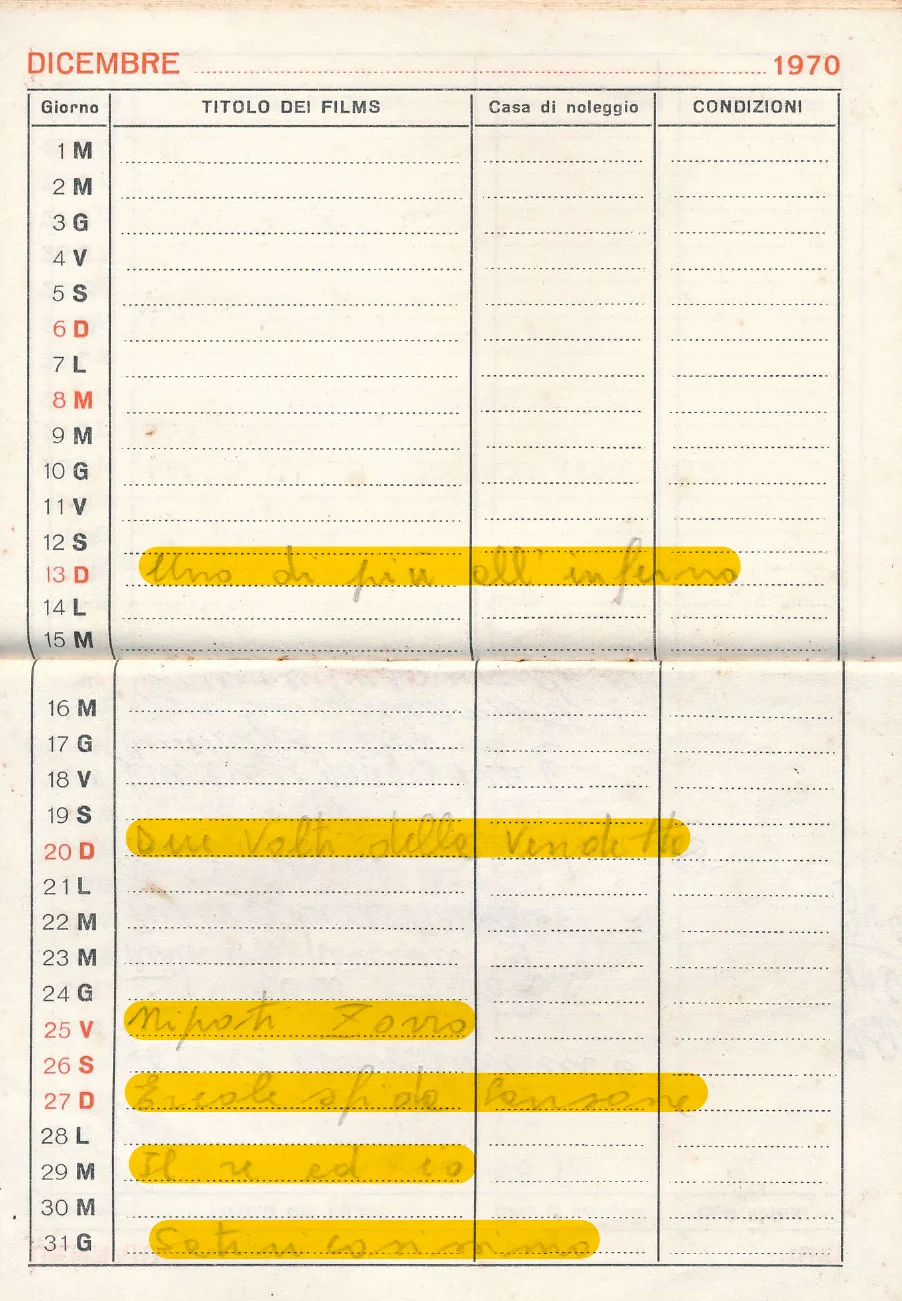 DICEMBRE 1970
Giorno TITOLO DEI FILMS Casa di noleggio CONDIZIONI
1 M
2 M
3 G
4 V
5 S
6 D
7 L
8 M
9 M
10 G
11 V
12 S
13 D Uno di più all'inferno
14 L
15 M
16 M
17 G
18 V
19 S
20 D Due Volti della Vendetta
21 L
22 M
23 M
24 G
25 V Nipoti Zorro
26 S
27 D Ercole sfida Sansone
28 L
29 M Il re ed io
30 M
31 G Satiricosissimo